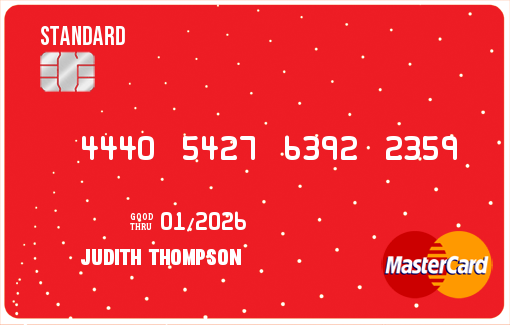 STANDARD
4440 5427 6392 2359
GOOD
THRU 01/2026
JUDITH THOMPSON
MasterCard